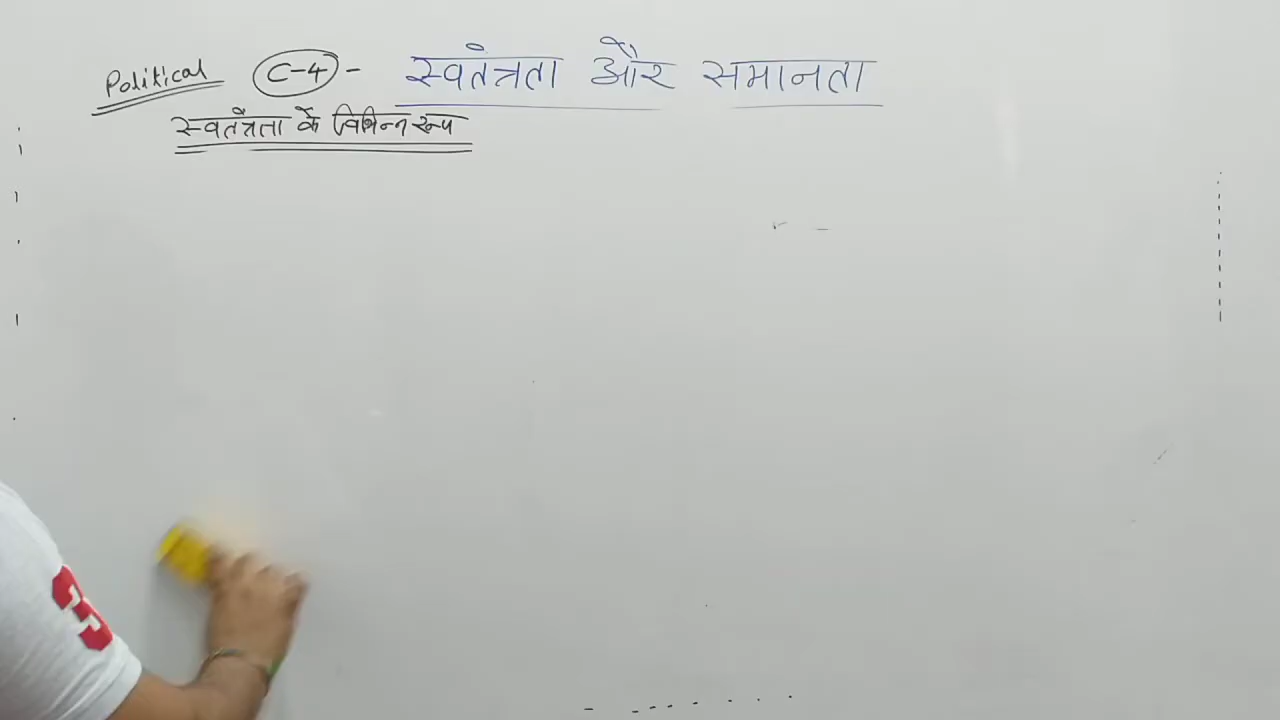 Political C-4 - स्वतंत्रता और समानता
स्वतंत्रता के विभिन्न रूप